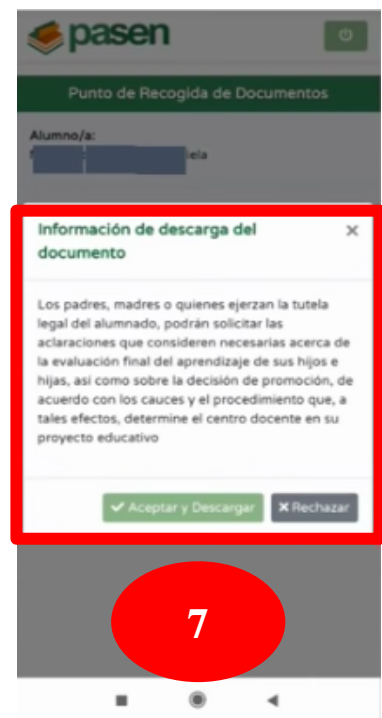 pasen
Punto de Recogida de Documentos
Alumno/a:
Información de descarga del
documento
Los padres, madres o quienes ejerzan la tutela
legal del alumnado, podrán solicitar las
aclaraciones que consideren necesarias acerca de
la evaluación final del aprendizaje de sus hijos e
hijas, así como sobre la decisión de promoción, de
acuerdo con los cauces y el procedimiento que, a
tales efectos, determine el centro docente en su
proyecto educativo
Aceptar y Descargar Rechazar
7